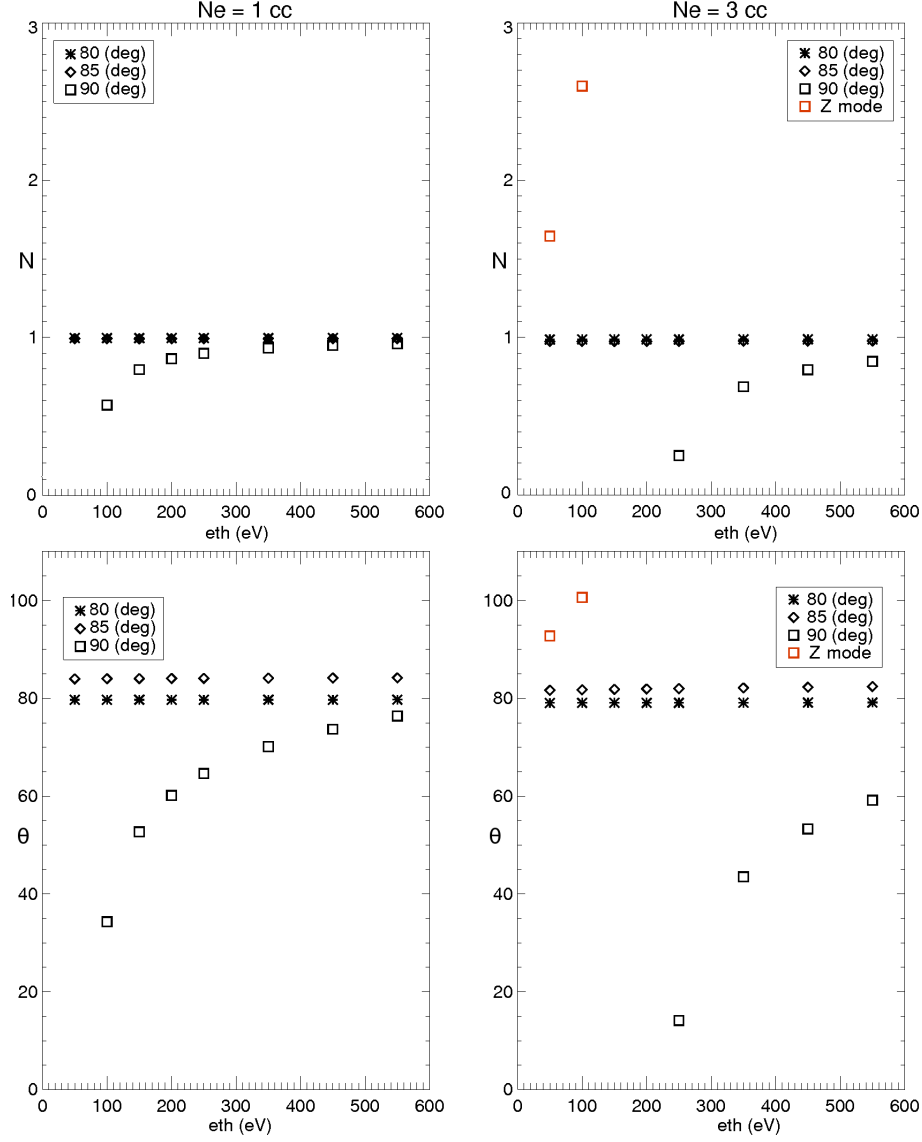 Ne = 1 cc
Ne = 3 cc
3
80 (deg)
85 (deg)
90 (deg)
2
N
1
0
0 100 200 300 400 500 600
eth (eV)
3
80 (deg)
85 (deg)
90 (deg)
Z mode
2
N
1
0
0 100 200 300 400 500 600
eth (eV)
100
80 (deg)
85 (deg)
90 (deg)
80
60
θ
40
20
0
0 100 200 300 400 500 600
eth (eV)
100
80 (deg)
85 (deg)
90 (deg)
Z mode
80
60
θ
40
20
0
0 100 200 300 400 500 600
eth (eV)